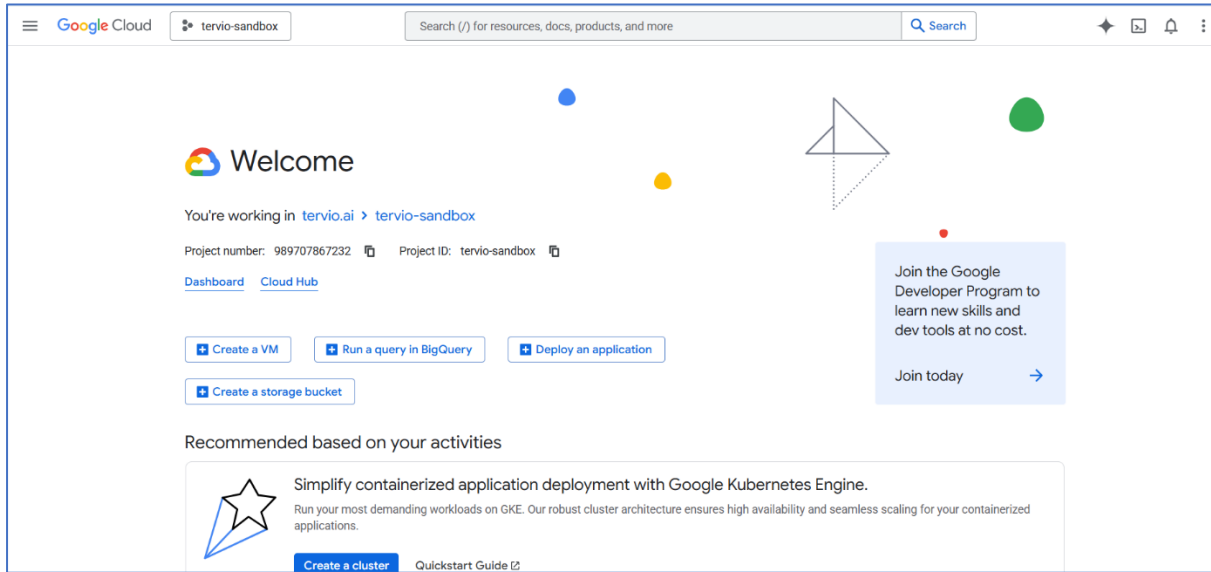 Google Cloud
tervio-sandbox
Search (/) for resources, docs, products, and more
Search
Welcome
You're working in tervio.ai > tervio-sandbox
Project number: 989707867232 Project ID: tervio-sandbox
Dashboard Cloud Hub
Join the Google
Developer Program to
learn new skills and
dev tools at no cost.
Join today
Create a VM Run a query in BigQuery Deploy an application
Create a storage bucket
Recommended based on your activities
Simplify containerized application deployment with Google Kubernetes Engine.
Run your most demanding workloads on GKE. Our robust cluster architecture ensures high availability and seamless scaling for your containerized
applications.
Create a cluster Quickstart Guide